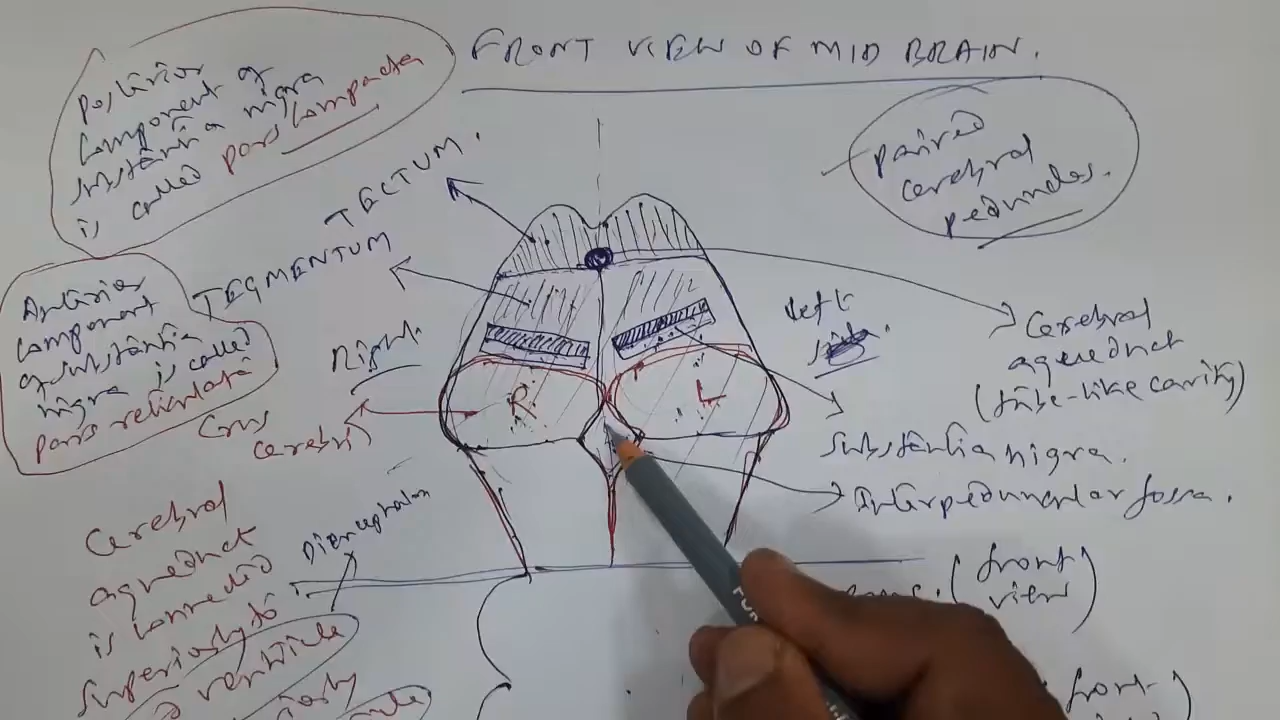 FRONT VIEW OF MID BRAIN.
Posterior
component of
substantia nigra
is called pars compacta
paired
cerebral
peduncles.
TECTUM.
TEGMENTUM
Anterior
component
of substantia
nigra is called
pars reticulata
Right.
Crus
cerebri
R
L
left
Cerebral
aqueduct
(tube-like cavity)
Substantia nigra.
Interpeduncular fossa.
Cerebral
aqueduct
is connected
superiorly to
ventricle
Diencephalon
(front
view)
front